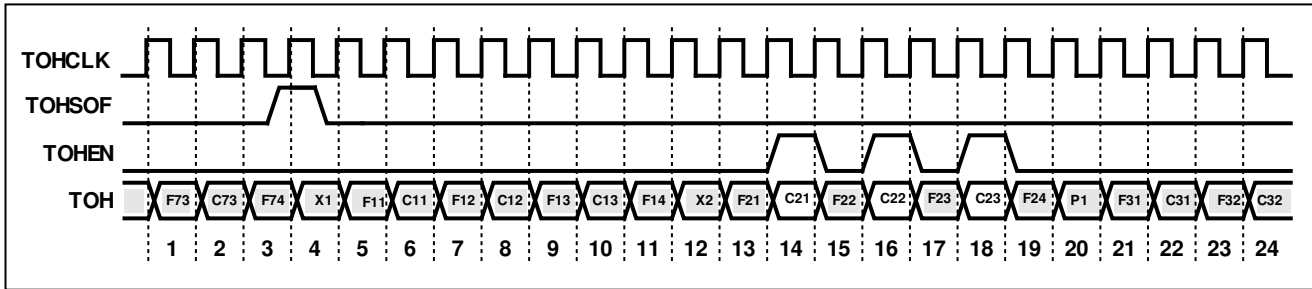 TOHCLK
TOHSOF
TOHEN
TOH F73 C73 F74 X1 F11 C11 F12 C12 F13 C13 F14 X2 F21 C21 F22 C22 F23 C23 F24 P1 F31 C31 F32 C32
1 2 3 4 5 6 7 8 9 10 11 12 13 14 15 16 17 18 19 20 21 22 23 24